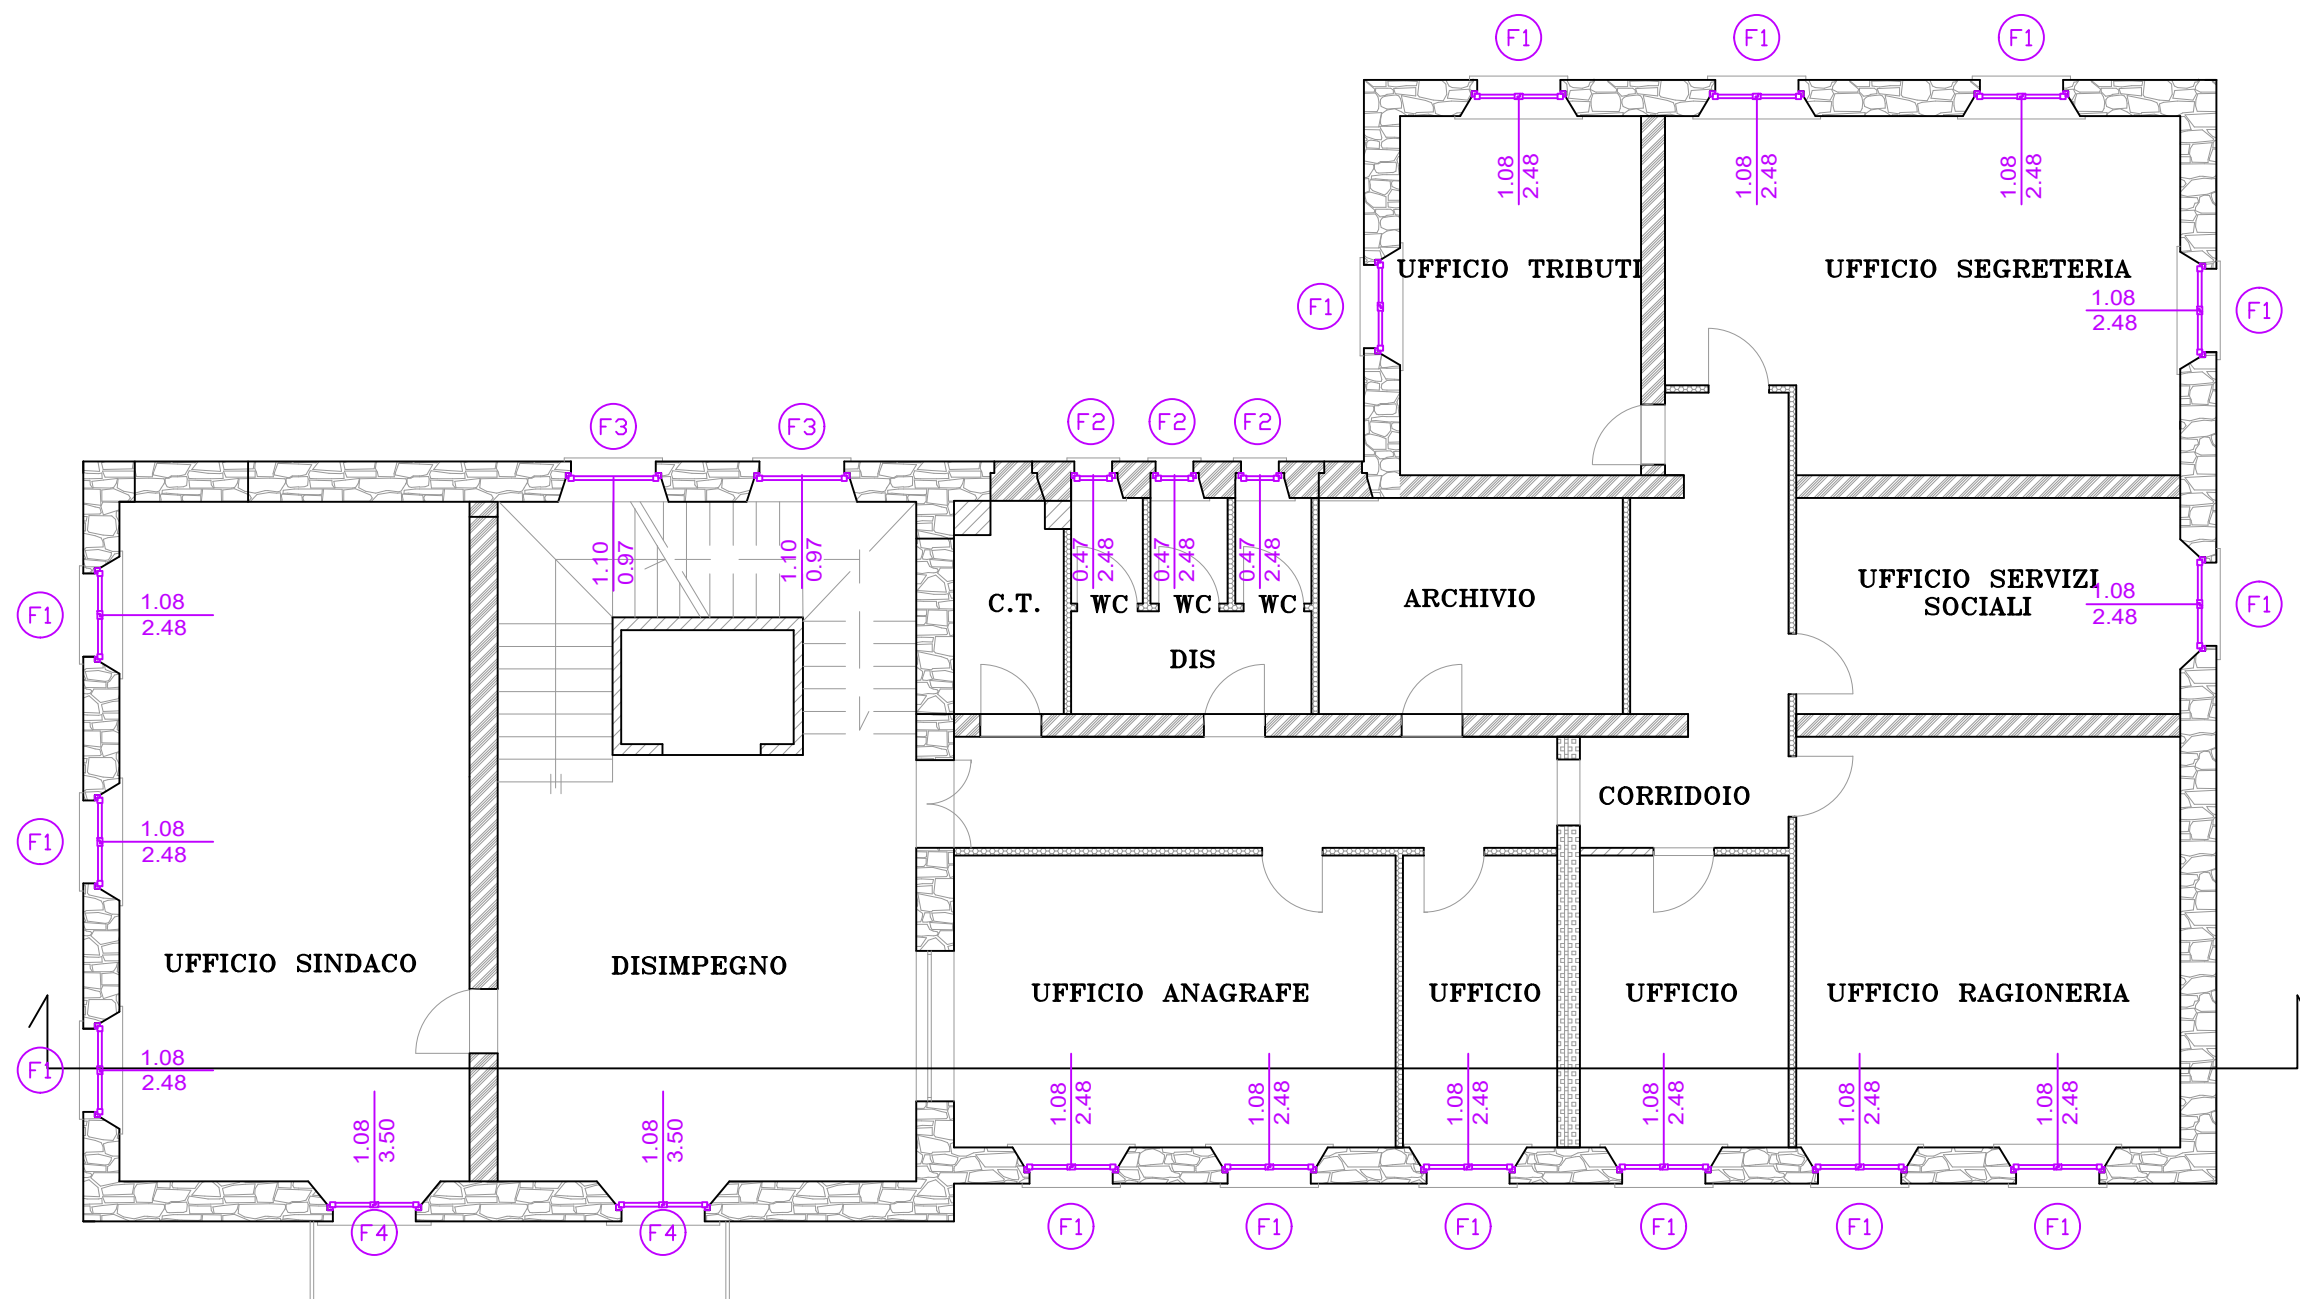 F1 F1 F1
1.08
2.48
1.08
2.48
1.08
2.48
UFFICIO TRIBUTI
UFFICIO SEGRETERIA
F1
1.08
2.48
F1
F3 F3 F2 F2 F2
1.10
0.97
1.10
0.97
0.47
2.48
0.47
2.48
0.47
2.48
F1
1.08
2.48
C.T.
WC WC WC
DIS
ARCHIVIO
UFFICIO SERVIZI
SOCIALI
1.08
2.48
F1
CORRIDOIO
F1
1.08
2.48
UFFICIO SINDACO
DISIMPEGNO
UFFICIO ANAGRAFE
UFFICIO
UFFICIO
UFFICIO RAGIONERIA
F1
1.08
2.48
1.08
3.50
1.08
3.50
1.08
2.48
1.08
2.48
1.08
2.48
1.08
2.48
1.08
2.48
1.08
2.48
F4 F4 F1 F1 F1 F1 F1 F1